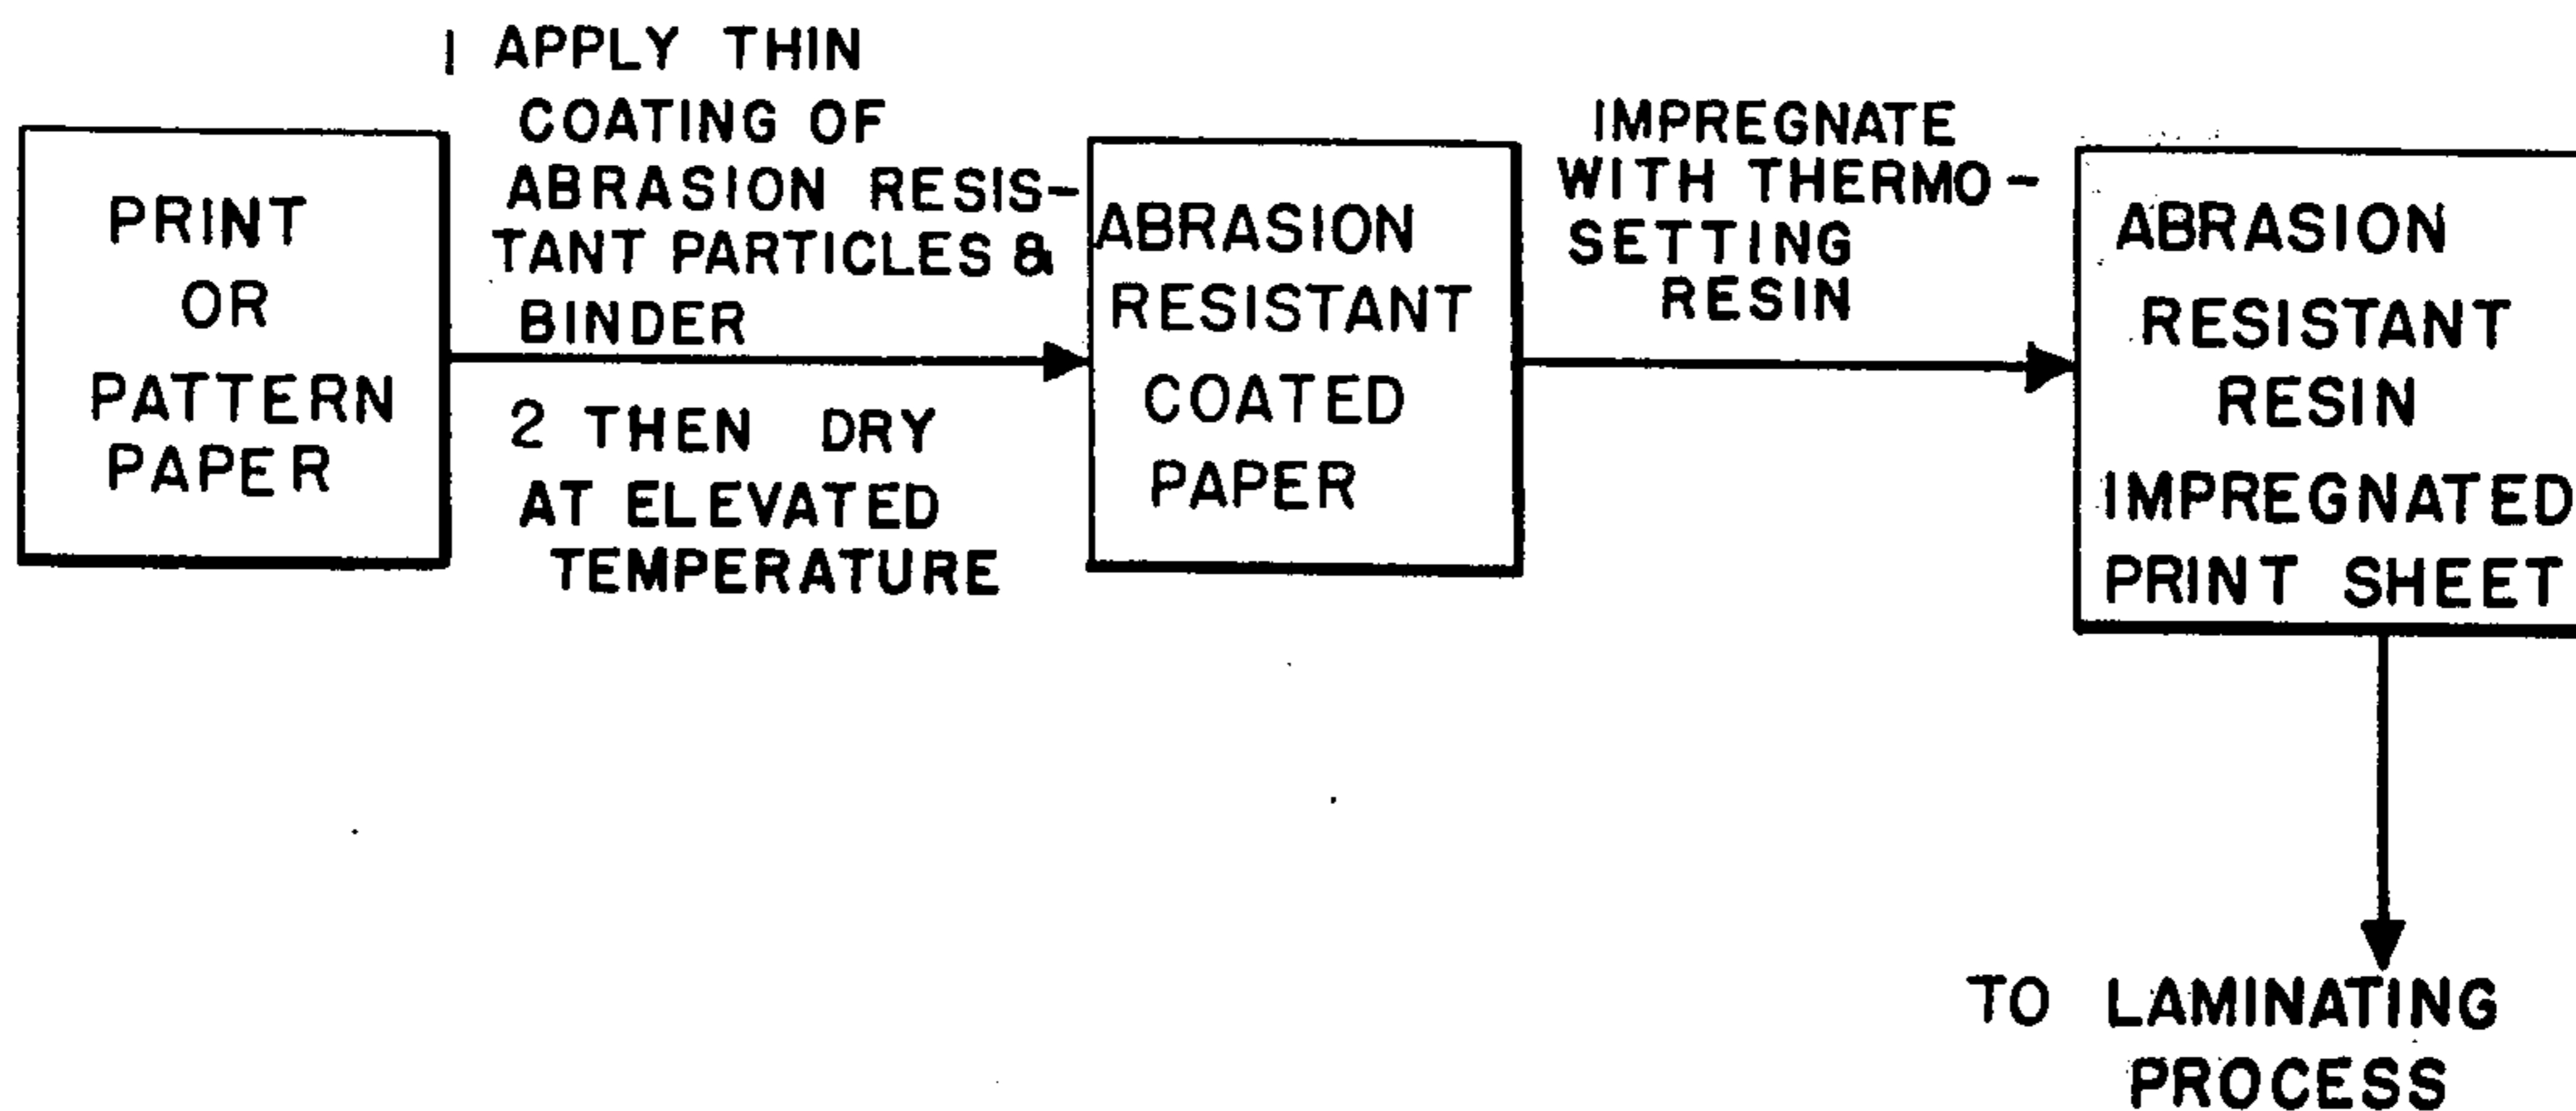 PRINT
OR
PATTERN
PAPER
1 APPLY THIN
COATING OF
ABRASION RESIS-
TANT PARTICLES &
BINDER
2 THEN DRY
AT ELEVATED
TEMPERATURE
ABRASION
RESISTANT
COATED
PAPER
IMPREGNATE
WITH THERMO-
SETTING
RESIN
ABRASION
RESISTANT
RESIN
IMPREGNATED
PRINT SHEET
TO LAMINATING
PROCESS